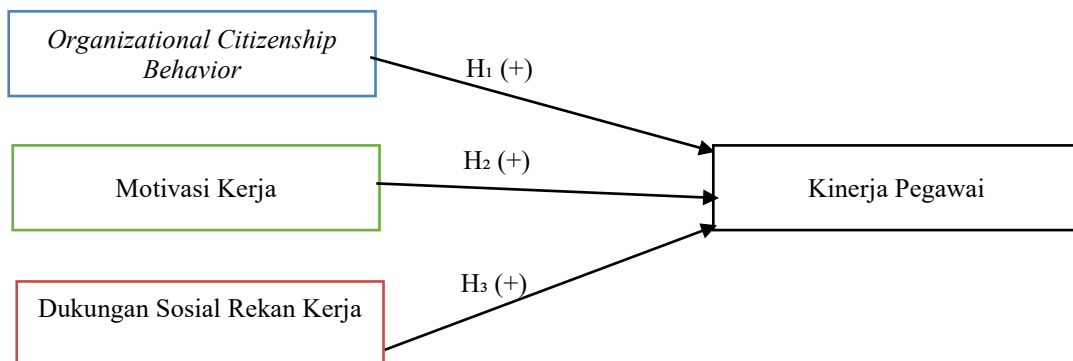 Organizational Citizenship
Behavior
H₁ (+)
Motivasi Kerja
H₂ (+)
Kinerja Pegawai
Dukungan Sosial Rekan Kerja
H₃ (+)